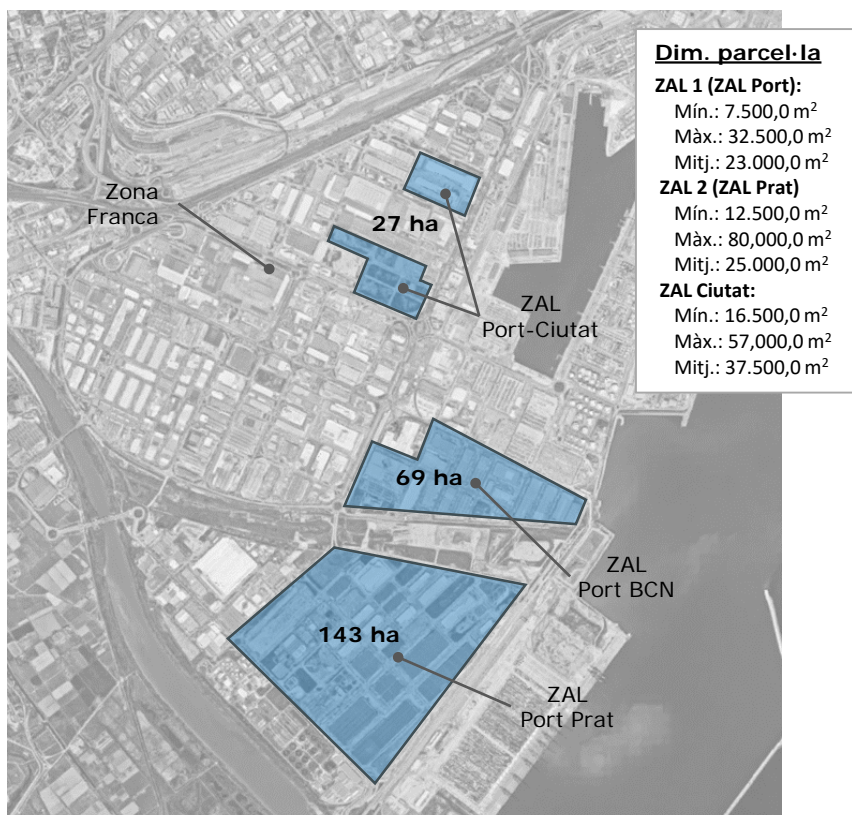 Dim. parcel·la
ZAL 1 (ZAL Port):
Mín.: 7.500,0 m²
Màx.: 32.500,0 m²
Mitj.: 23.000,0 m²
ZAL 2 (ZAL Prat)
Mín.: 12.500,0 m²
Màx.: 80,000,0 m²
Mitj.: 25.000,0 m²
ZAL Ciutat:
Mín.: 16.500,0 m²
Màx.: 57,000,0 m²
Mitj.: 37.500,0 m²
Zona
Franca
27 ha
ZAL
Port-Ciutat
69 ha
ZAL
Port BCN
143 ha
ZAL
Port Prat